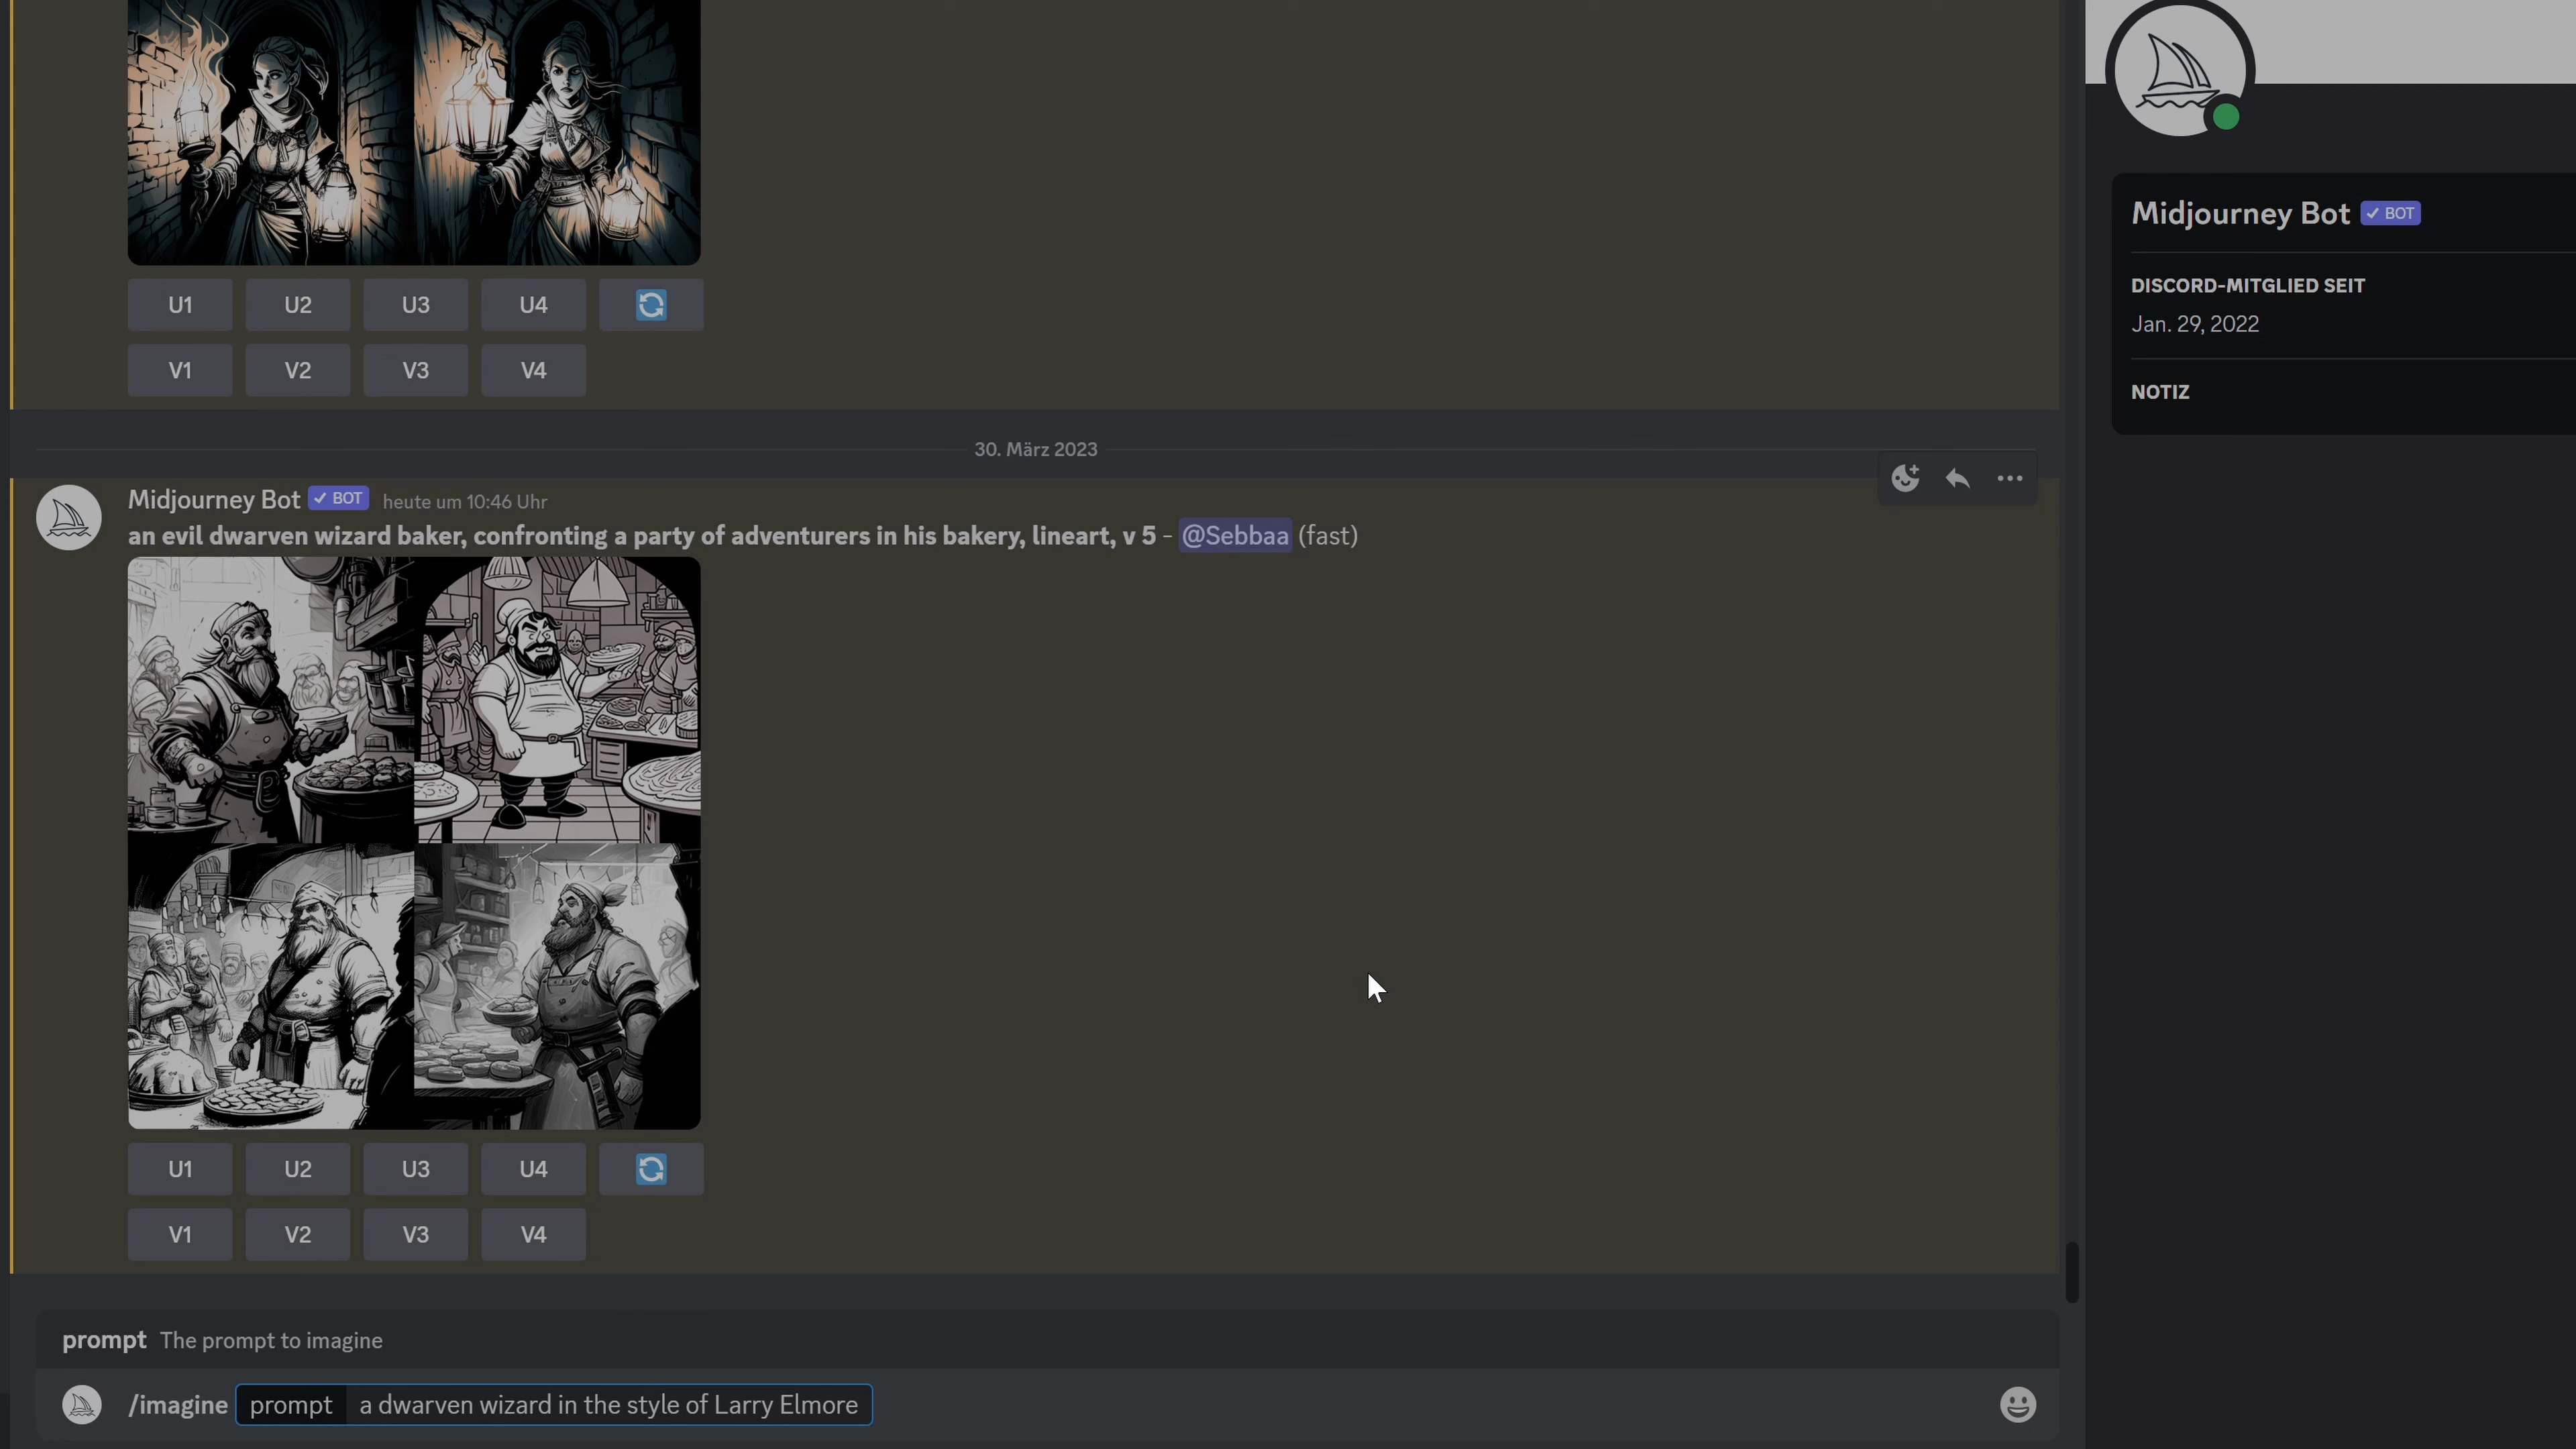 U1 U2 U3 U4
V1 V2 V3 V4
30. März 2023
Midjourney Bot ✓ BOT heute um 10:46 Uhr
an evil dwarven wizard baker, confronting a party of adventurers in his bakery, lineart, v 5 - @Sebbaa (fast)
U1 U2 U3 U4
V1 V2 V3 V4
prompt The prompt to imagine
/imagine prompt a dwarven wizard in the style of Larry Elmore
Midjourney Bot ✓ BOT
DISCORD-MITGLIED SEIT
Jan. 29, 2022
NOTIZ